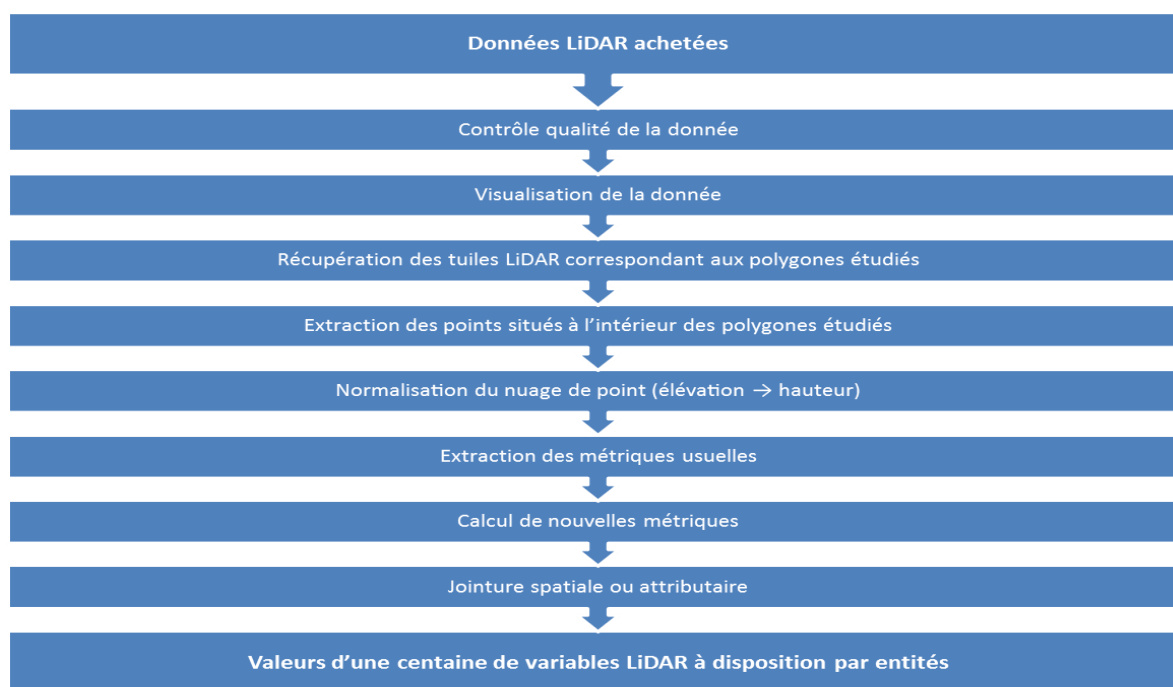 Données LiDAR achetées
Contrôle qualité de la donnée
Visualisation de la donnée
Récupération des tuiles LiDAR correspondant aux polygones étudiés
Extraction des points situés à l’intérieur des polygones étudiés
Normalisation du nuage de point (élévation → hauteur)
Extraction des métriques usuelles
Calcul de nouvelles métriques
Jointure spatiale ou attributaire
Valeurs d’une centaine de variables LiDAR à disposition par entités